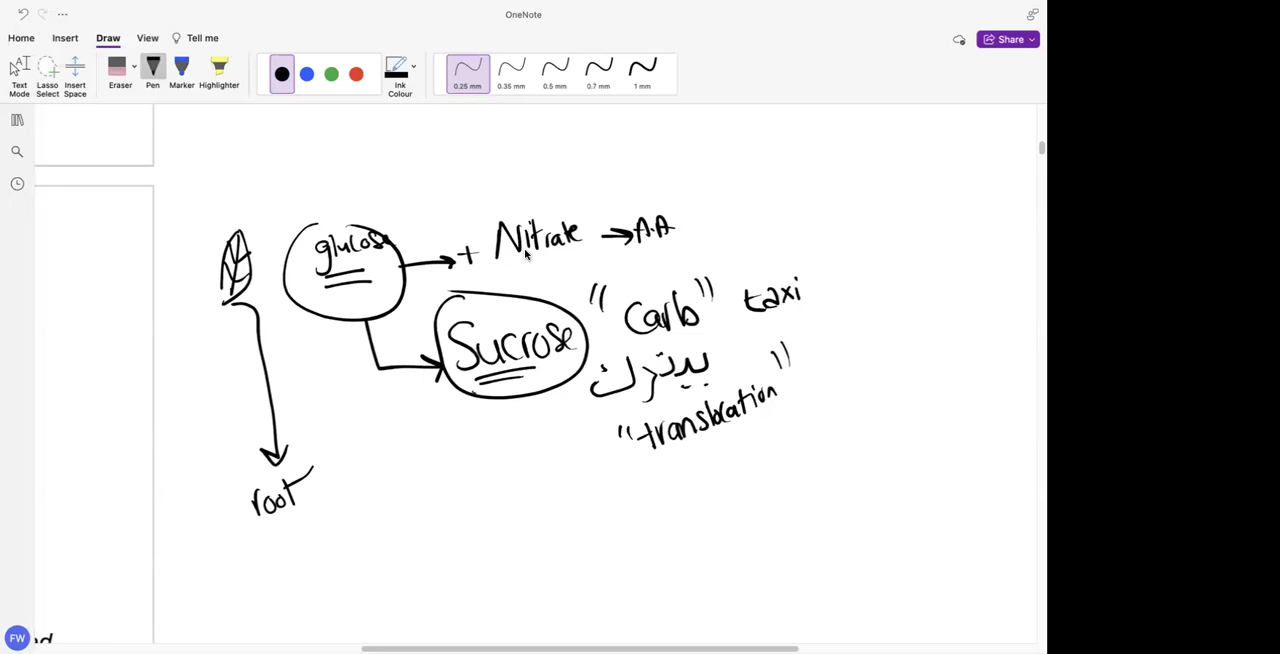 OneNote
Home Insert Draw View Tell me
Share
Text Mode
Lasso Select
Insert Space
Eraser
Pen
Marker
Highlighter
Ink Colour
0.25 mm
0.35 mm
0.5 mm
0.7 mm
1 mm
glucose → + Nitrate → A.A
Sucrose "Carb" taxi
"translocation"
root
FW
ed